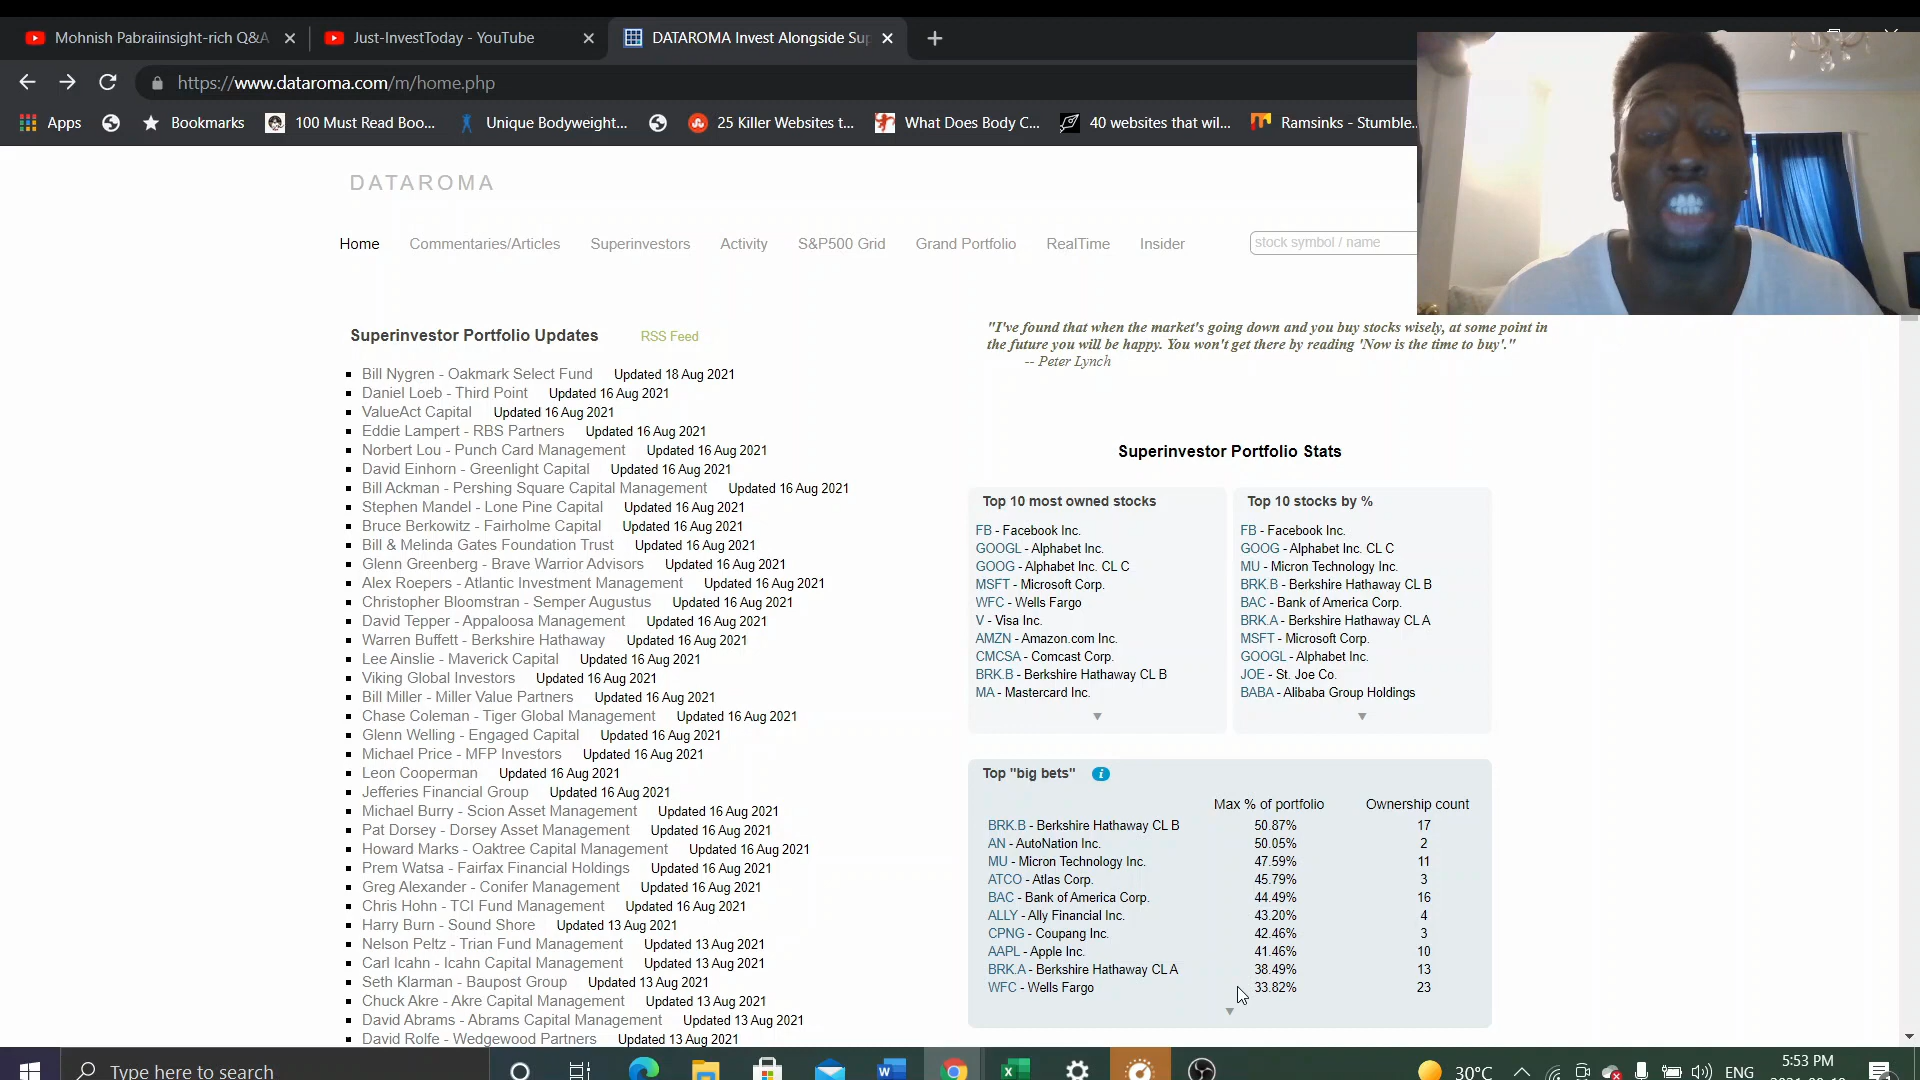 Mohnish Pabraiinsight-rich Q&A
Just-InvestToday - YouTube
DATAROMA Invest Alongside Sup
https://www.dataroma.com/m/home.php
Apps
Bookmarks
100 Must Read Boo...
Unique Bodyweight...
25 Killer Websites t...
What Does Body C...
40 websites that wil...
Ramsinks - Stumble...
DATAROMA
Home
Commentaries/Articles
Superinvestors
Activity
S&P500 Grid
Grand Portfolio
RealTime
Insider
stock symbol / name
Superinvestor Portfolio Updates
RSS Feed
Bill Nygren - Oakmark Select Fund Updated 18 Aug 2021
Daniel Loeb - Third Point Updated 16 Aug 2021
ValueAct Capital Updated 16 Aug 2021
Eddie Lampert - RBS Partners Updated 16 Aug 2021
Norbert Lou - Punch Card Management Updated 16 Aug 2021
David Einhorn - Greenlight Capital Updated 16 Aug 2021
Bill Ackman - Pershing Square Capital Management Updated 16 Aug 2021
Stephen Mandel - Lone Pine Capital Updated 16 Aug 2021
Bruce Berkowitz - Fairholme Capital Updated 16 Aug 2021
Bill & Melinda Gates Foundation Trust Updated 16 Aug 2021
Glenn Greenberg - Brave Warrior Advisors Updated 16 Aug 2021
Alex Roepers - Atlantic Investment Management Updated 16 Aug 2021
Christopher Bloomstran - Semper Augustus Updated 16 Aug 2021
David Tepper - Appaloosa Management Updated 16 Aug 2021
Warren Buffett - Berkshire Hathaway Updated 16 Aug 2021
Lee Ainslie - Maverick Capital Updated 16 Aug 2021
Viking Global Investors Updated 16 Aug 2021
Bill Miller - Miller Value Partners Updated 16 Aug 2021
Chase Coleman - Tiger Global Management Updated 16 Aug 2021
Glenn Welling - Engaged Capital Updated 16 Aug 2021
Michael Price - MFP Investors Updated 16 Aug 2021
Leon Cooperman Updated 16 Aug 2021
Jefferies Financial Group Updated 16 Aug 2021
Michael Burry - Scion Asset Management Updated 16 Aug 2021
Pat Dorsey - Dorsey Asset Management Updated 16 Aug 2021
Howard Marks - Oaktree Capital Management Updated 16 Aug 2021
Prem Watsa - Fairfax Financial Holdings Updated 16 Aug 2021
Greg Alexander - Conifer Management Updated 16 Aug 2021
Chris Hohn - TCI Fund Management Updated 16 Aug 2021
Harry Burn - Sound Shore Updated 13 Aug 2021
Nelson Peltz - Trian Fund Management Updated 13 Aug 2021
Carl Icahn - Icahn Capital Management Updated 13 Aug 2021
Seth Klarman - Baupost Group Updated 13 Aug 2021
Chuck Akre - Akre Capital Management Updated 13 Aug 2021
David Abrams - Abrams Capital Management Updated 13 Aug 2021
David Rolfe - Wedgewood Partners Updated 13 Aug 2021
"I've found that when the market's going down and you buy stocks wisely, at some point in
the future you will be happy. You won't get there by reading 'Now is the time to buy'."
-- Peter Lynch
Superinvestor Portfolio Stats
Top 10 most owned stocks
FB - Facebook Inc.
GOOGL - Alphabet Inc.
GOOG - Alphabet Inc. CL C
MSFT - Microsoft Corp.
WFC - Wells Fargo
V - Visa Inc.
AMZN - Amazon.com Inc.
CMCSA - Comcast Corp.
BRK.B - Berkshire Hathaway CL B
MA - Mastercard Inc.
Top 10 stocks by %
FB - Facebook Inc.
GOOG - Alphabet Inc. CL C
MU - Micron Technology Inc.
BRK.B - Berkshire Hathaway CL B
BAC - Bank of America Corp.
BRK.A - Berkshire Hathaway CL A
MSFT - Microsoft Corp.
GOOGL - Alphabet Inc.
JOE - St. Joe Co.
BABA - Alibaba Group Holdings
Top "big bets" i
Max % of portfolio Ownership count
BRK.B - Berkshire Hathaway CL B 50.87% 17
AN - AutoNation Inc. 50.05% 2
MU - Micron Technology Inc. 47.59% 11
ATCO - Atlas Corp. 45.79% 3
BAC - Bank of America Corp. 44.49% 16
ALLY - Ally Financial Inc. 43.20% 4
CPNG - Coupang Inc. 42.46% 3
AAPL - Apple Inc. 41.46% 10
BRK.A - Berkshire Hathaway CL A 38.49% 13
WFC - Wells Fargo 33.82% 23
Type here to search
30°C
ENG
5:53 PM